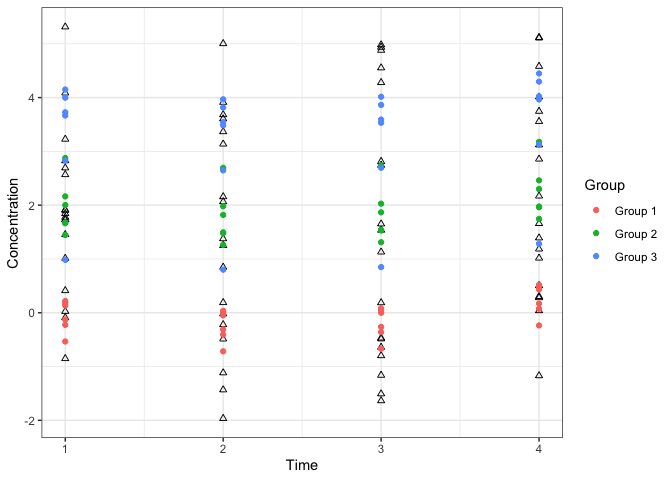 4
2
0
-2
Concentration
1 2 3 4
Time
Group
Group 1
Group 2
Group 3